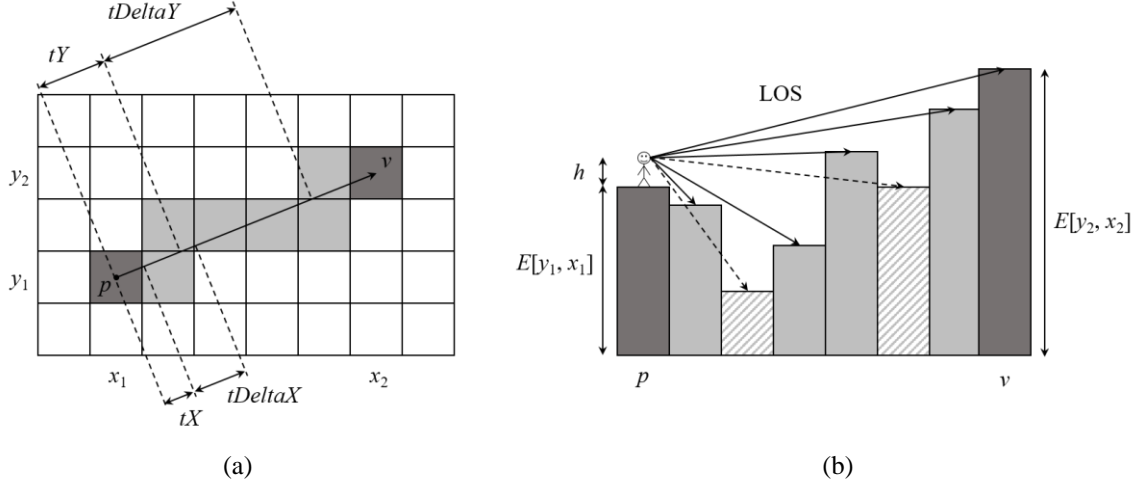 tDeltaY
tY
y2
v
y1
p
x1
x2
tDeltaX
tX
(a)
LOS
h
E[y1, x1]
E[y2, x2]
p
v
(b)